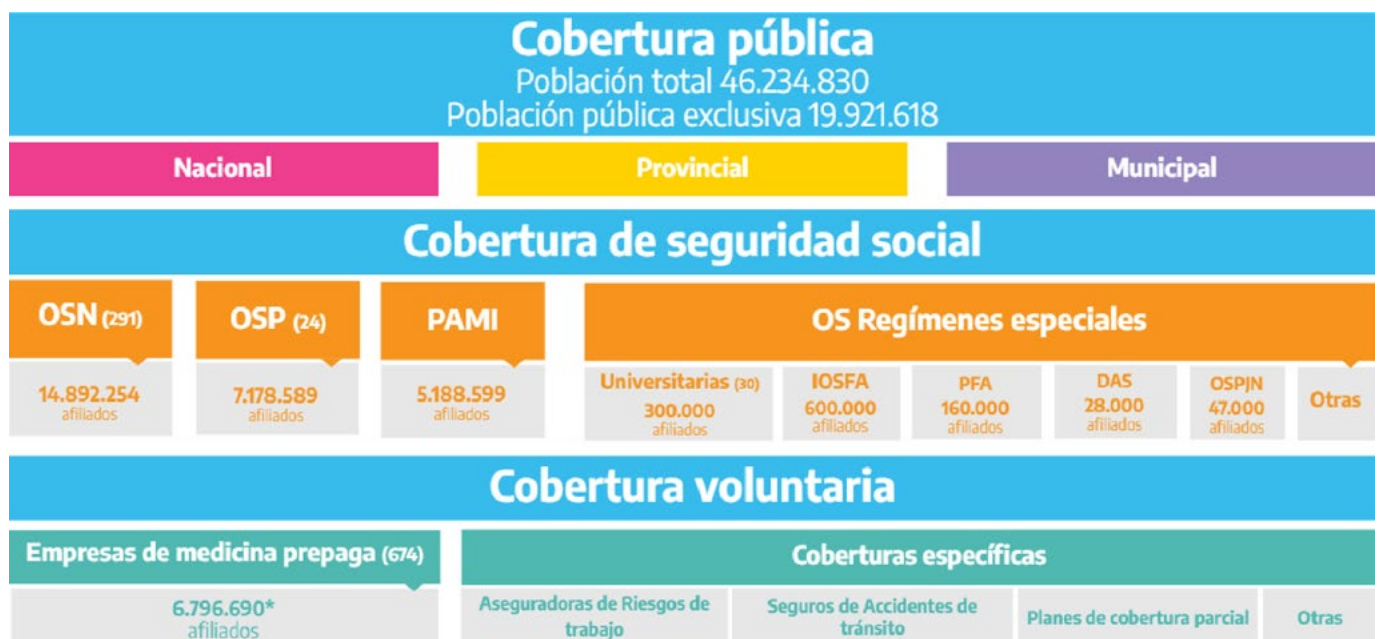 Cobertura pública
Población total 46.234.830
Población pública exclusiva 19.921.618
Nacional
Provincial
Municipal
Cobertura de seguridad social
OSN (291)
14.892.254
afiliados
OSP (24)
7.178.589
afiliados
PAMI
5.188.599
afiliados
OS Regímenes especiales
Universitarias (30)
300.000
afiliados
IOSFA
600.000
afiliados
PFA
160.000
afiliados
DAS
28.000
afiliados
OSPJN
47.000
afiliados
Otras
Cobertura voluntaria
Empresas de medicina prepaga (674)
6.796.690*
afiliados
Coberturas específicas
Aseguradoras de Riesgos de
trabajo
Seguros de Accidentes de
tránsito
Planes de cobertura parcial
Otras